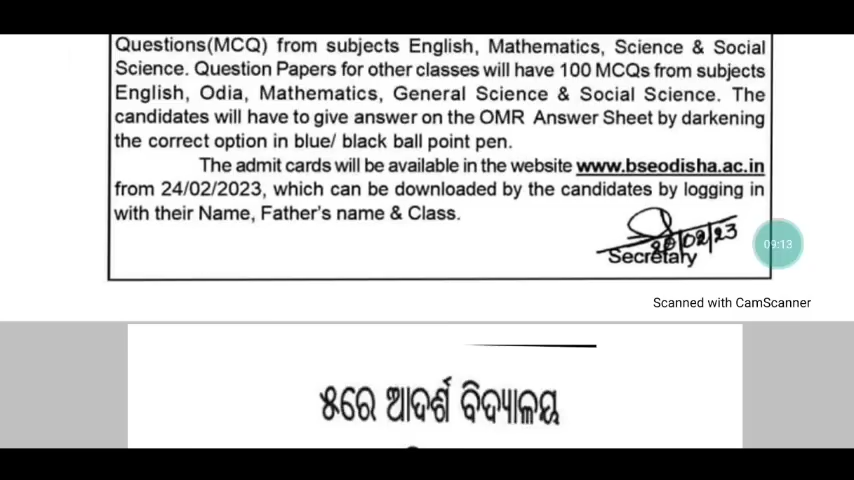 Questions(MCQ) from subjects English, Mathematics, Science & Social
Science. Question Papers for other classes will have 100 MCQs from subjects
English, Odia, Mathematics, General Science & Social Science. The
candidates will have to give answer on the OMR Answer Sheet by darkening
the correct option in blue/ black ball point pen.
The admit cards will be available in the website www.bseodisha.ac.in
from 24/02/2023, which can be downloaded by the candidates by logging in
with their Name, Father's name & Class.
20/02/23
09:13
Secretary
Scanned with CamScanner
୫ରେ ଆଦର୍ଶ ବିଦ୍ୟାଳୟ